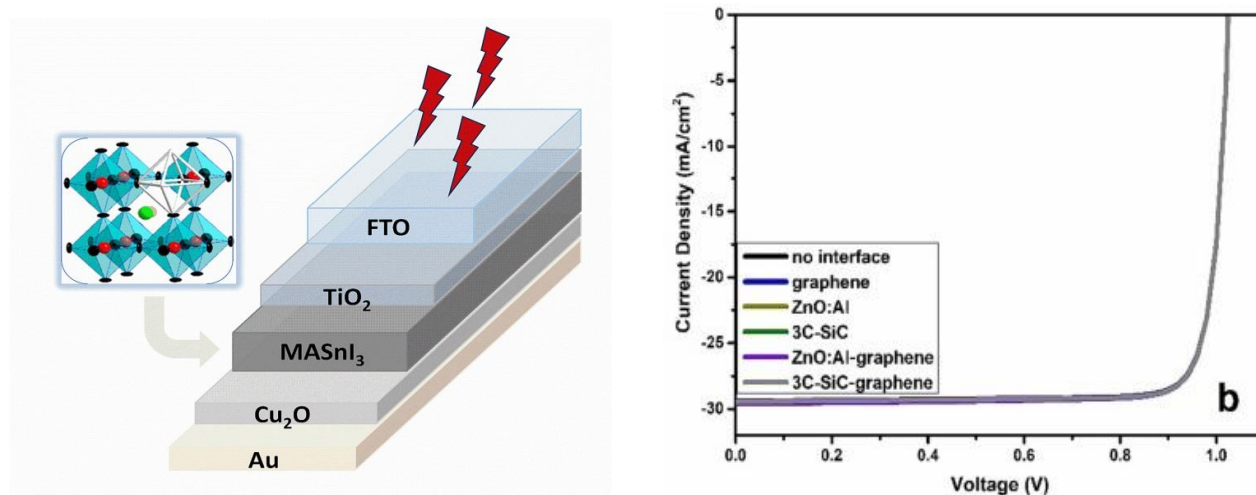 FTO
TiO₂
MASnI₃
Cu₂O
Au
Current Density (mA/cm²)
0
-5
-10
-15
-20
-25
-30
no interface
graphene
ZnO:Al
3C-SiC
ZnO:Al-graphene
3C-SiC-graphene
b
0.0 0.2 0.4 0.6 0.8 1.0
Voltage (V)